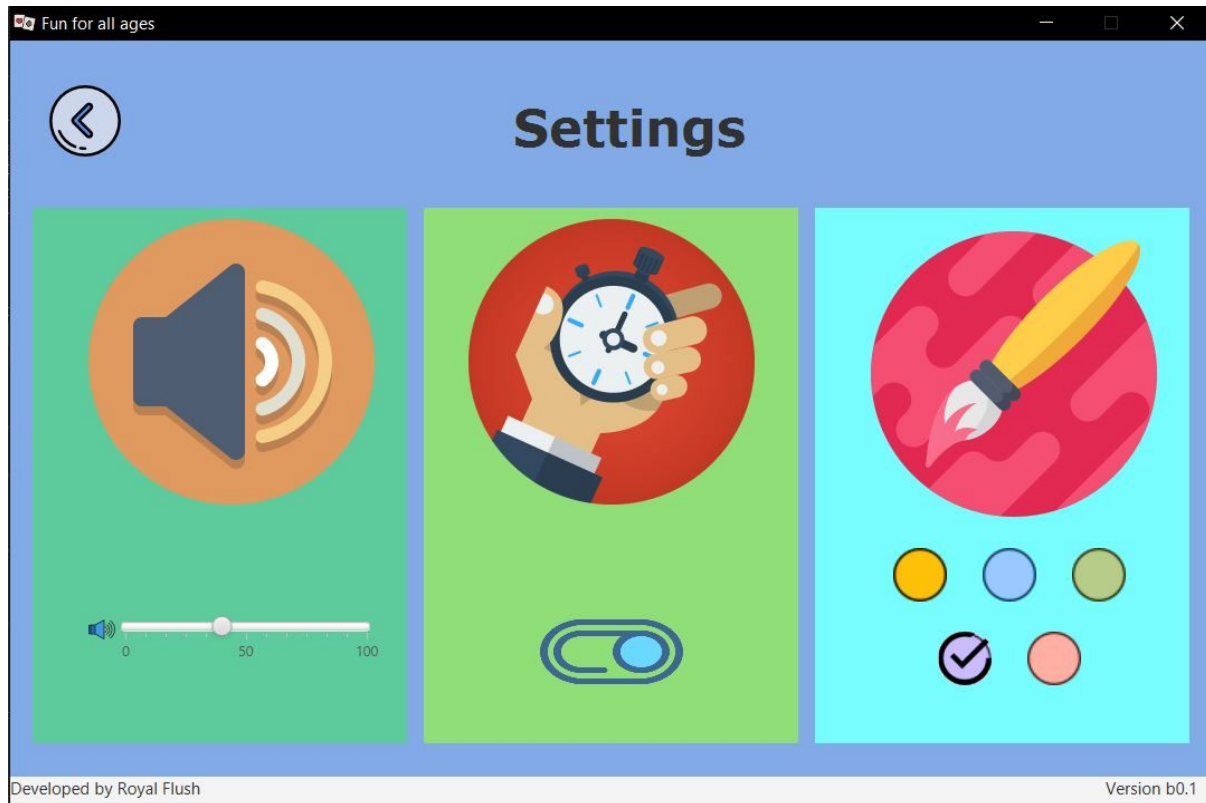 Fun for all ages
Settings
0 50 100
Developed by Royal Flush
Version b0.1